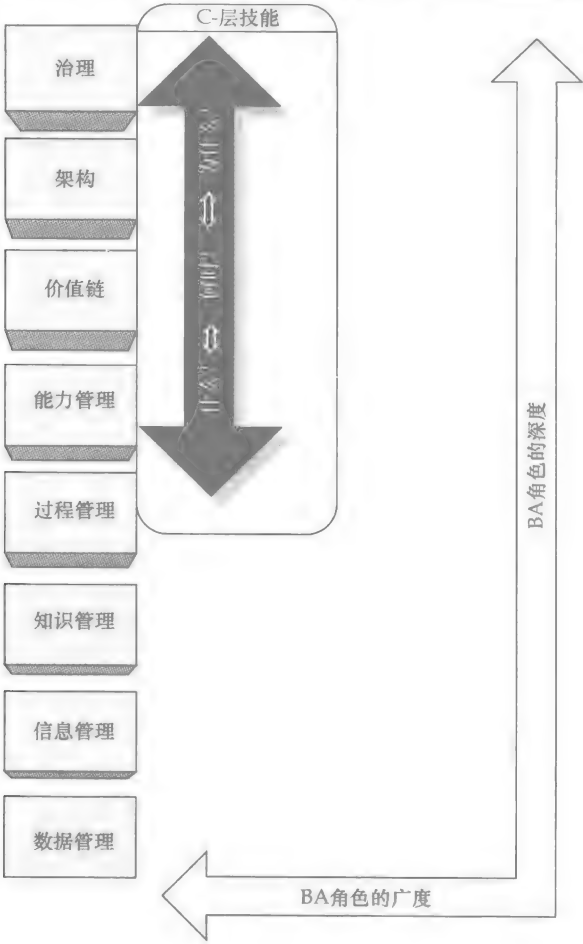 C-层技能
治理
架构
价值链
能力管理
过程管理
知识管理
信息管理
数据管理
BA角色的深度
BA角色的广度